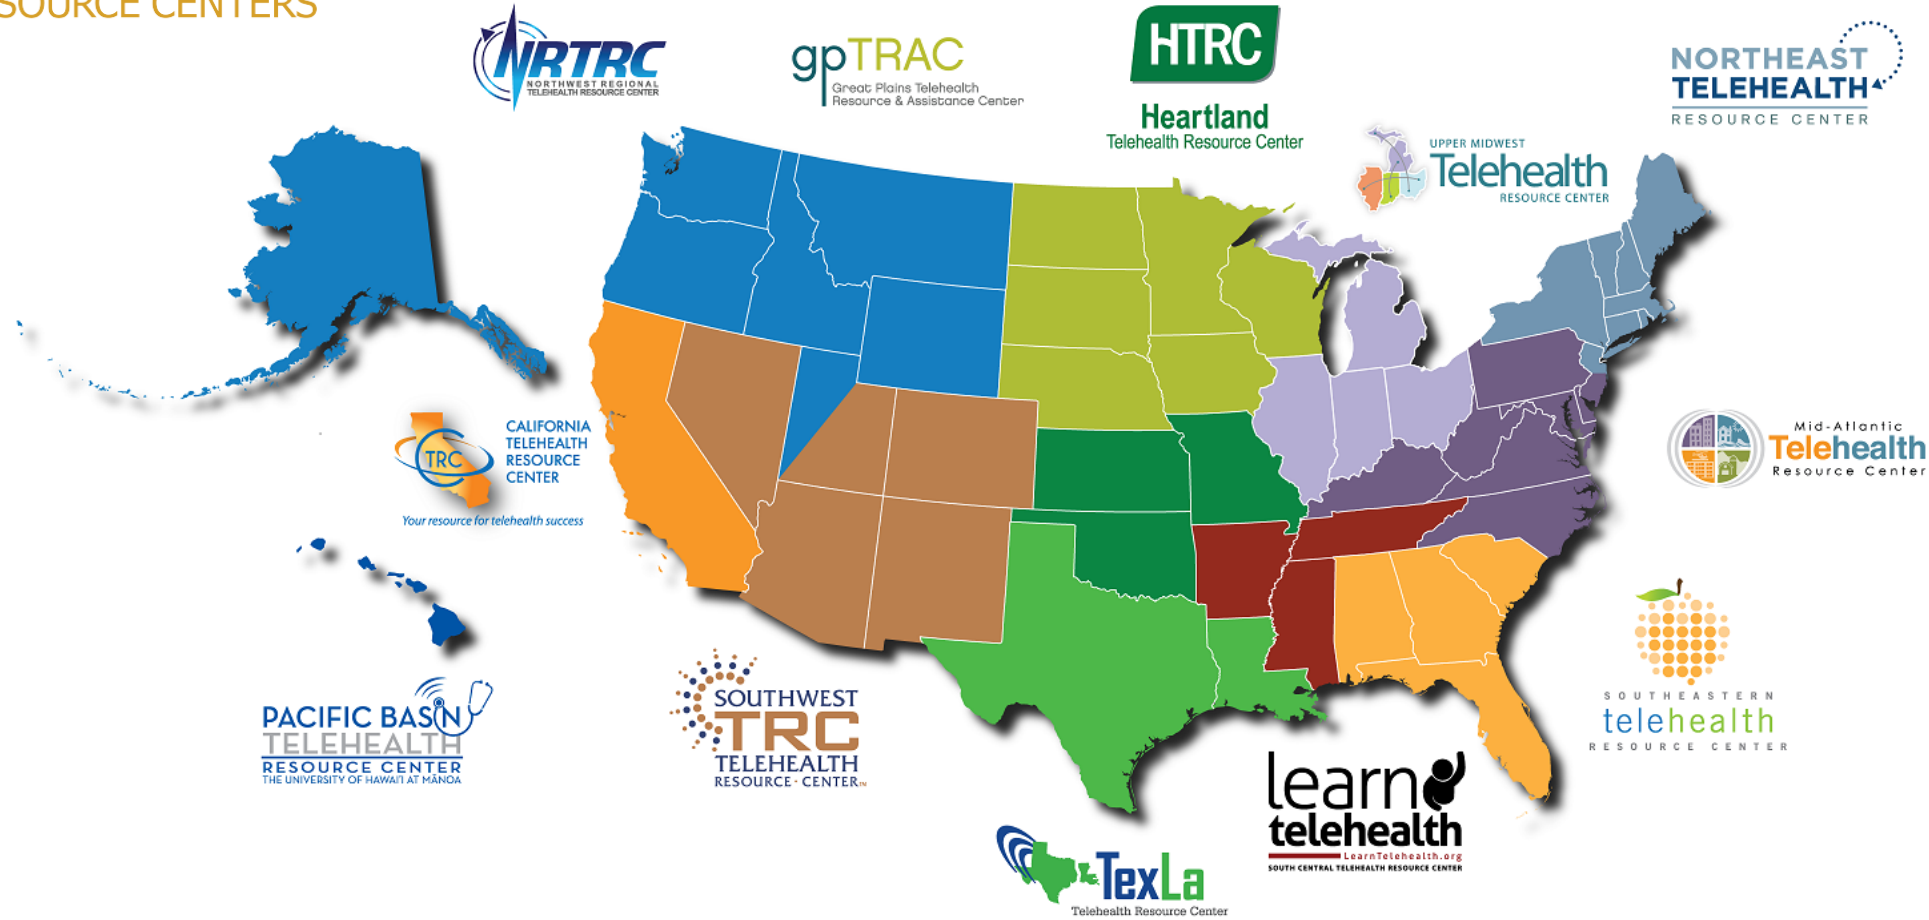 SOURCE CENTERS
NRTRC
NORTHWEST REGIONAL
TELEHEALTH RESOURCE CENTER
gpTRAC
Great Plains Telehealth
Resource & Assistance Center
HTRC
Heartland
Telehealth Resource Center
NORTHEAST
TELEHEALTH
RESOURCE CENTER
UPPER MIDWEST
Telehealth
RESOURCE CENTER
CALIFORNIA
TELEHEALTH
RESOURCE
CENTER
TRC
Your resource for telehealth success
Mid-Atlantic
Telehealth
Resource Center
PACIFIC BASIN
TELEHEALTH
RESOURCE CENTER
THE UNIVERSITY OF HAWAI'I AT MĀNOA
SOUTHWEST
TRC
TELEHEALTH
RESOURCE · CENTER™
SOUTHEASTERN
telehealth
RESOURCE CENTER
learn
telehealth
LearnTelehealth.org
SOUTH CENTRAL TELEHEALTH RESOURCE CENTER
TexLa
Telehealth Resource Center